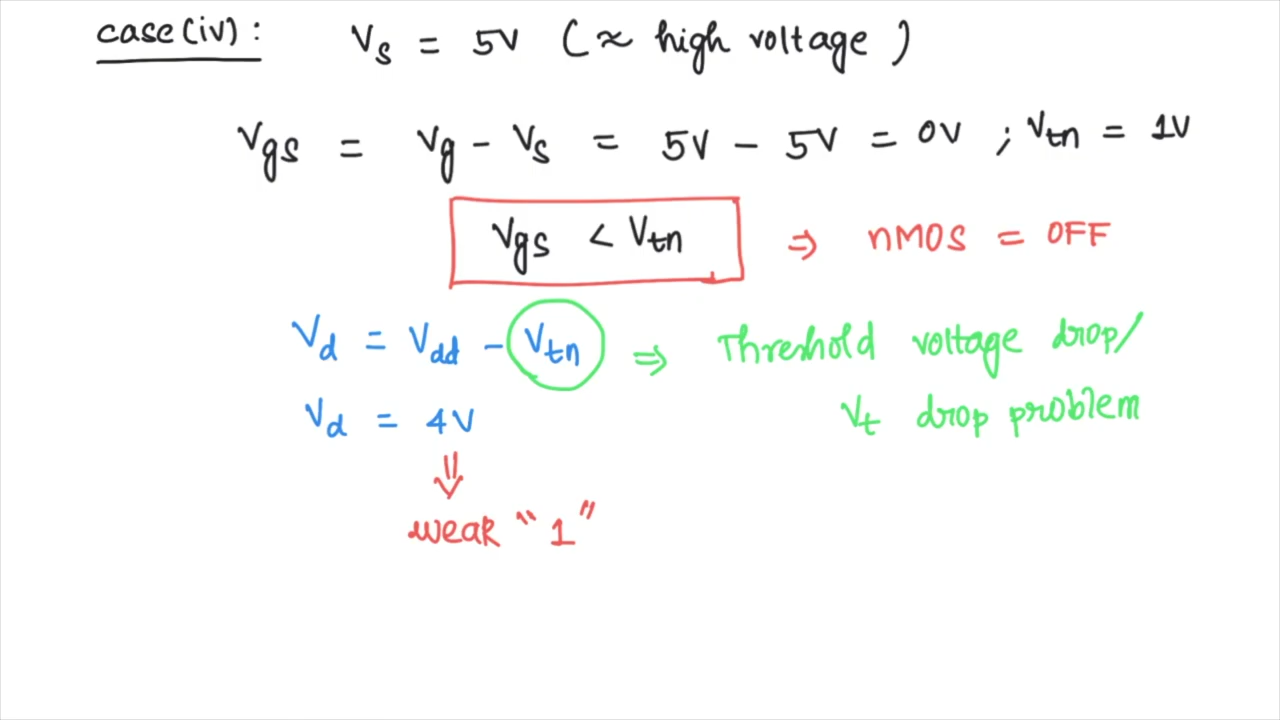 case(iv): Vs = 5V (≈ high voltage)
Vgs = Vg - Vs = 5V - 5V = 0V ; Vtn = 1V
Vgs < Vtn ⇒ nMOS = OFF
Vd = Vdd - Vtn ⇒ Threshold voltage drop/
Vd = 4V Vt drop problem
⇓
weak "1"